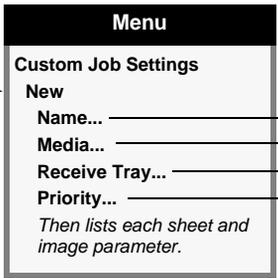 Menu
Custom Job Settings
New
Name...
Media...
Receive Tray...
Priority...
Then lists each sheet and
image parameter.